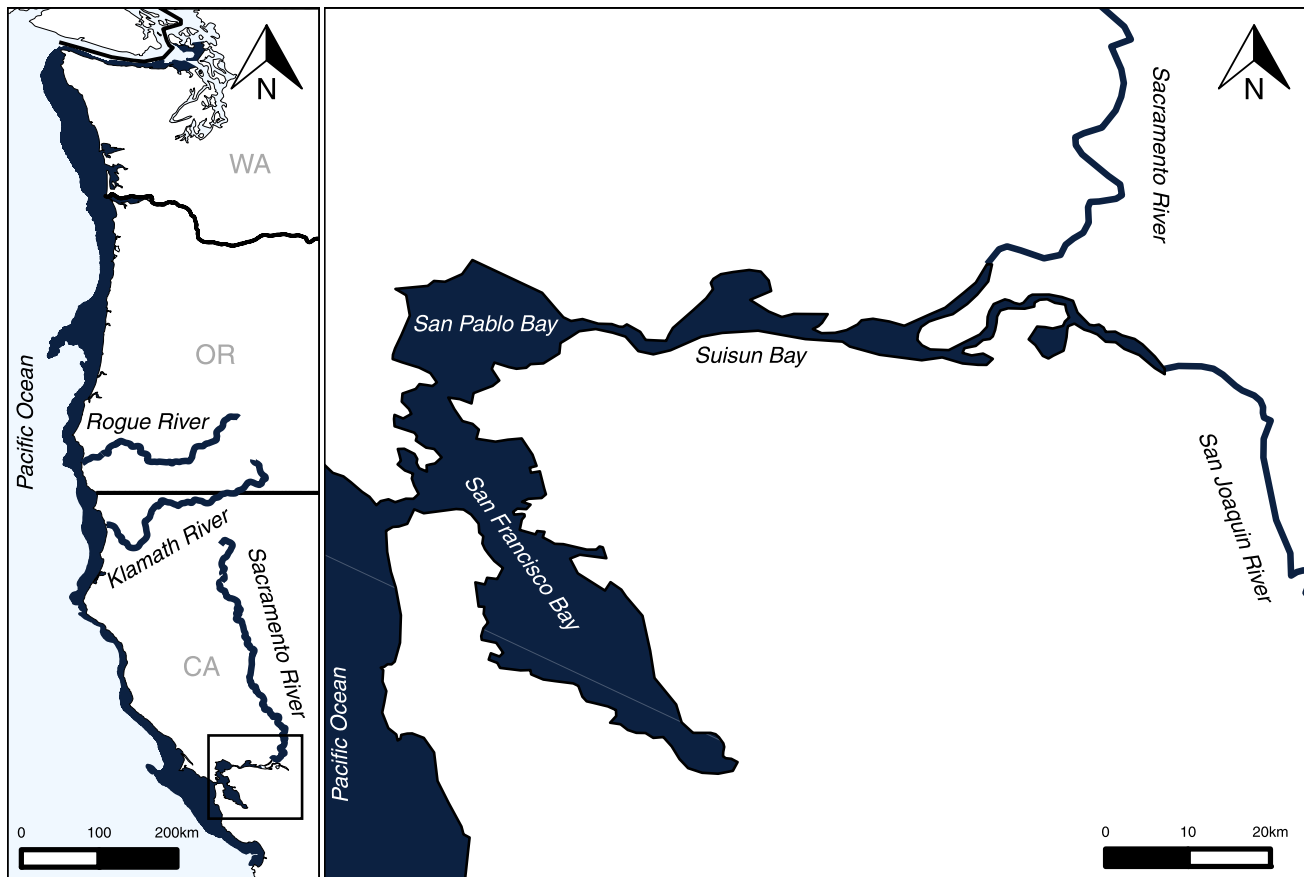 N
WA
OR
Pacific Ocean
Rogue River
Klamath River
Sacramento River
CA
0 100 200km
N
Sacramento River
San Pablo Bay
Suisun Bay
San Joaquin River
San Francisco Bay
Pacific Ocean
0 10 20km